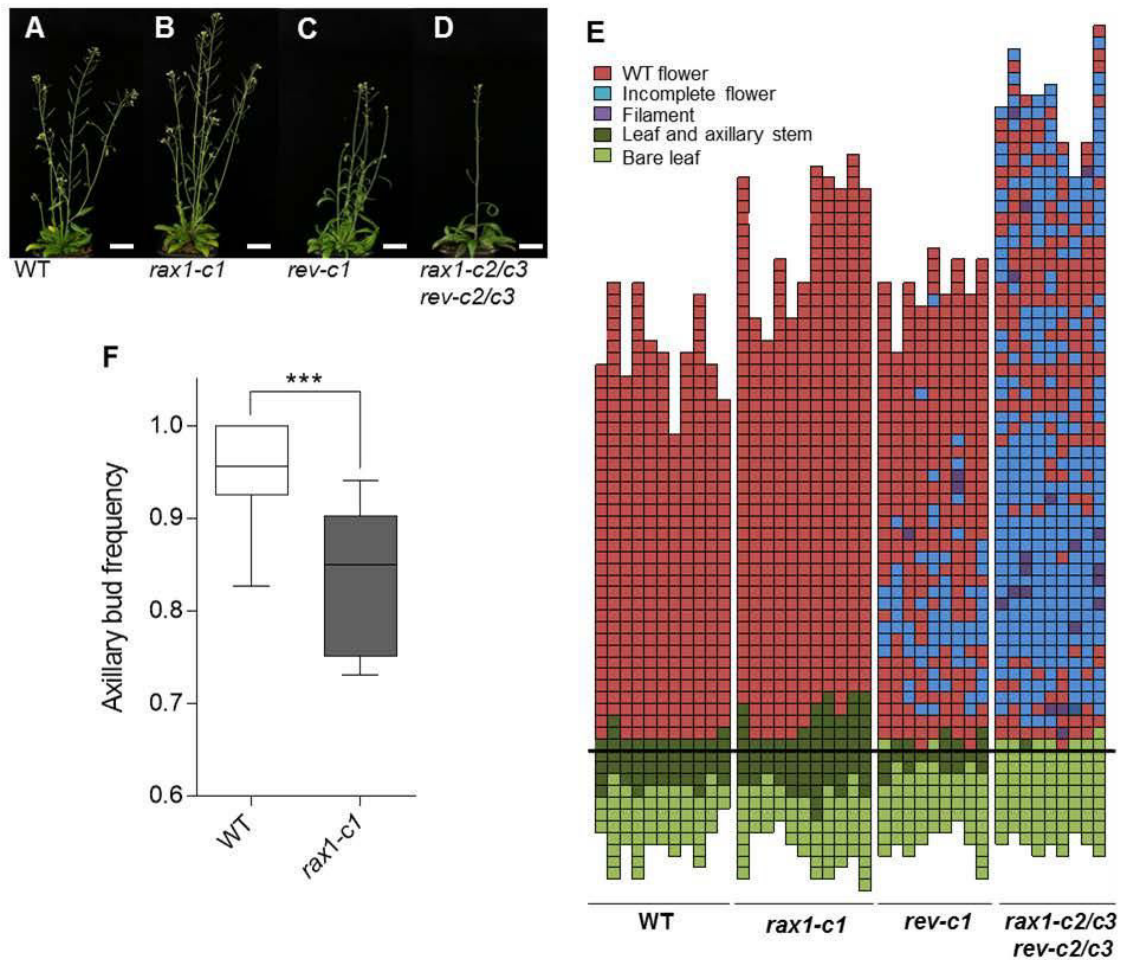 A
B
C
D
WT
rax1-c1
rev-c1
rax1-c2/c3
rev-c2/c3
E
WT flower
Incomplete flower
Filament
Leaf and axillary stem
Bare leaf
WT
rax1-c1
rev-c1
rax1-c2/c3
rev-c2/c3
F
***
Axillary bud frequency
1.0
0.9
0.8
0.7
0.6
WT
rax1-c1